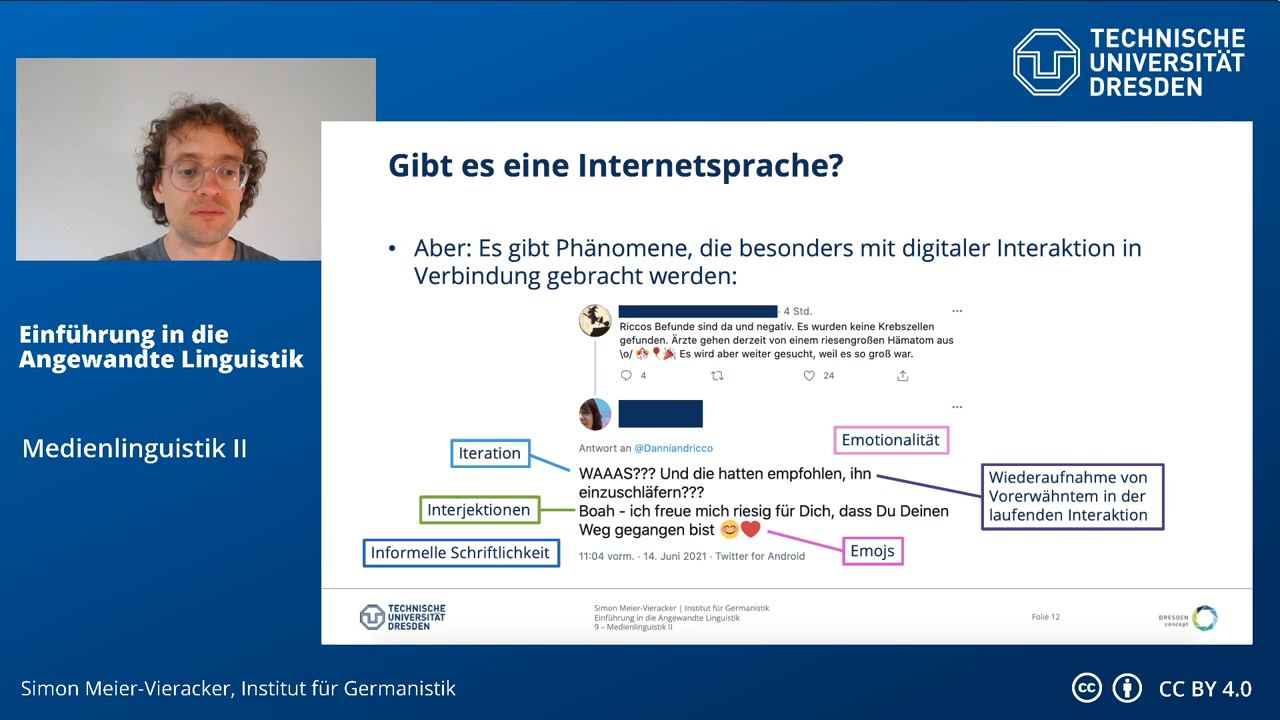 TECHNISCHE
UNIVERSITÄT
DRESDEN
Gibt es eine Internetsprache?
• Aber: Es gibt Phänomene, die besonders mit digitaler Interaktion in
Verbindung gebracht werden:
· 4 Std.
Riccos Befunde sind da und negativ. Es wurden keine Krebszellen
gefunden. Ärzte gehen derzeit von einem riesengroßen Hämatom aus
\o/ 🎊🎈🎉 Es wird aber weiter gesucht, weil es so groß war.
4 24
Antwort an @Danniandricco
WAAAS??? Und die hatten empfohlen, ihn
einzuschläfern???
Boah - ich freue mich riesig für Dich, dass Du Deinen
Weg gegangen bist 😊❤️
11:04 vorm. · 14. Juni 2021 · Twitter for Android
Iteration
Interjektionen
Informelle Schriftlichkeit
Emotionalität
Wiederaufnahme von
Vorerwähntem in der
laufenden Interaktion
Emojs
Einführung in die
Angewandte Linguistik
Medienlinguistik II
TECHNISCHE
UNIVERSITÄT
DRESDEN
Simon Meier-Vieracker | Institut für Germanistik
Einführung in die Angewandte Linguistik
9 – Medienlinguistik II
Folie 12
DRESDEN
concept
Simon Meier-Vieracker, Institut für Germanistik
cc CC BY 4.0